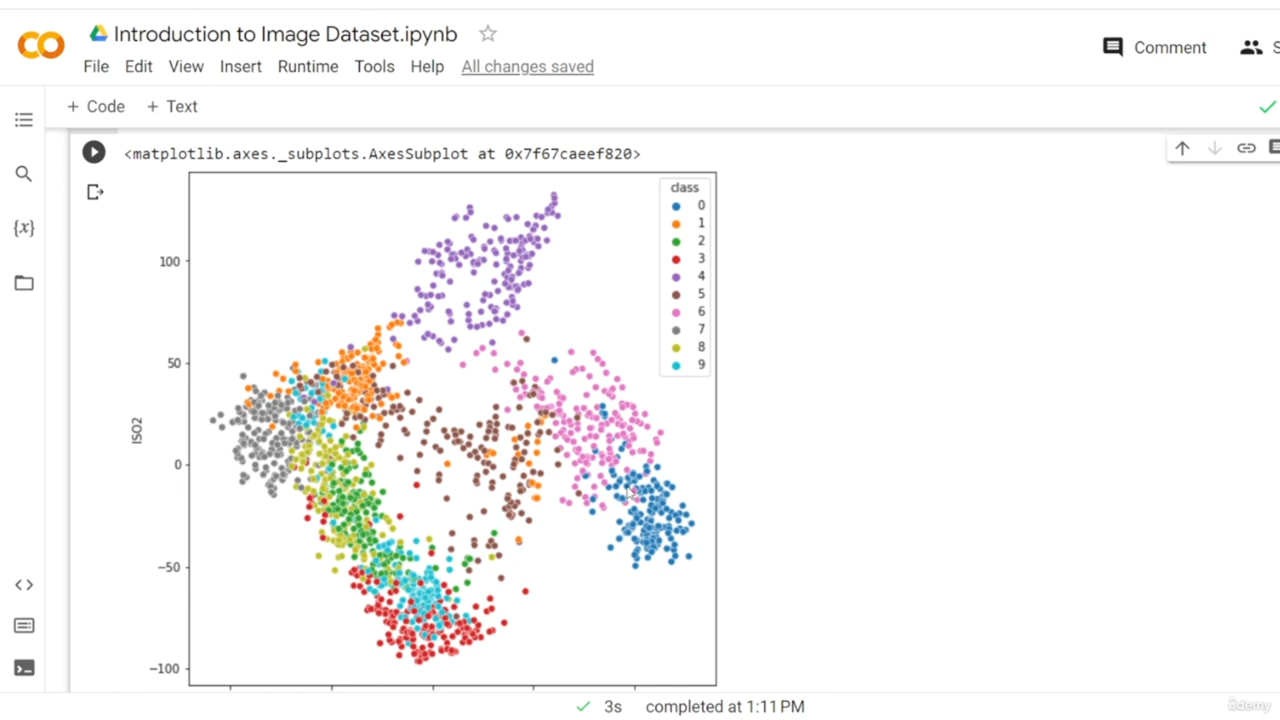 Introduction to Image Dataset.ipynb
File Edit View Insert Runtime Tools Help All changes saved
Comment
S
+ Code + Text
<matplotlib.axes._subplots.AxesSubplot at 0x7f67caeef820>
{x}
class
0
1
2
3
4
5
6
7
8
9
100
50
0
−50
−100
ISO2
3s completed at 1:11 PM
ûdemy